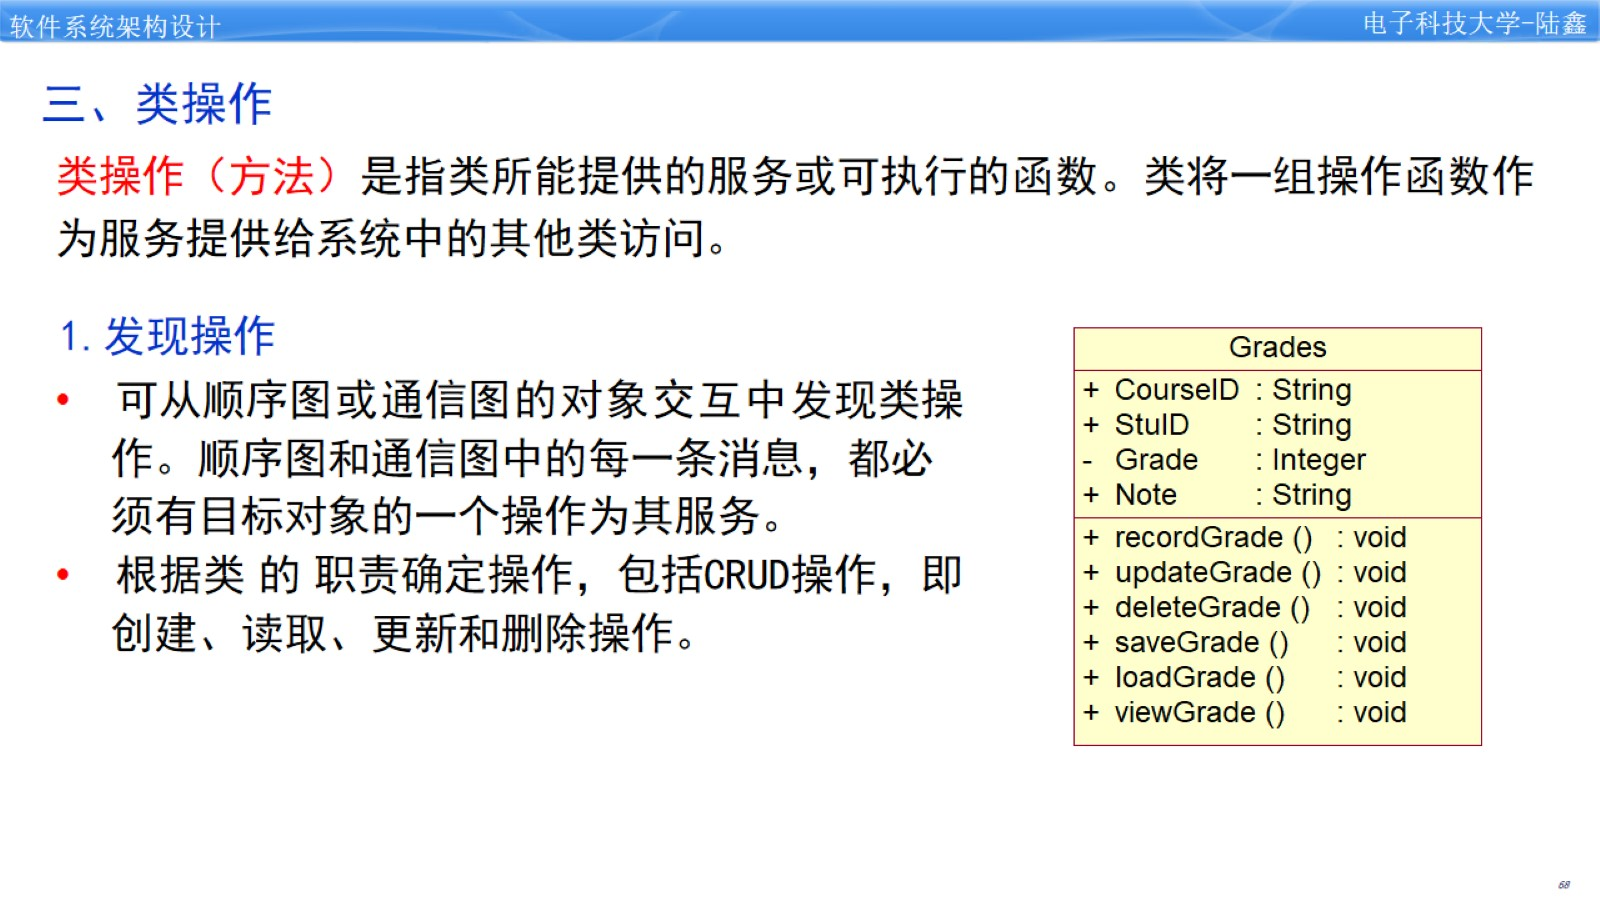 软件系统架构设计
电子科技大学-陆鑫
三、类操作
类操作（方法）是指类所能提供的服务或可执行的函数。类将一组操作函数作
为服务提供给系统中的其他类访问。
1.发现操作
• 可从顺序图或通信图的对象交互中发现类操
作。顺序图和通信图中的每一条消息，都必
须有目标对象的一个操作为其服务。
• 根据类 的 职责确定操作，包括CRUD操作，即
创建、读取、更新和删除操作。
Grades
+ CourseID : String
+ StuID : String
- Grade : Integer
+ Note : String
+ recordGrade () : void
+ updateGrade () : void
+ deleteGrade () : void
+ saveGrade () : void
+ loadGrade () : void
+ viewGrade () : void
68